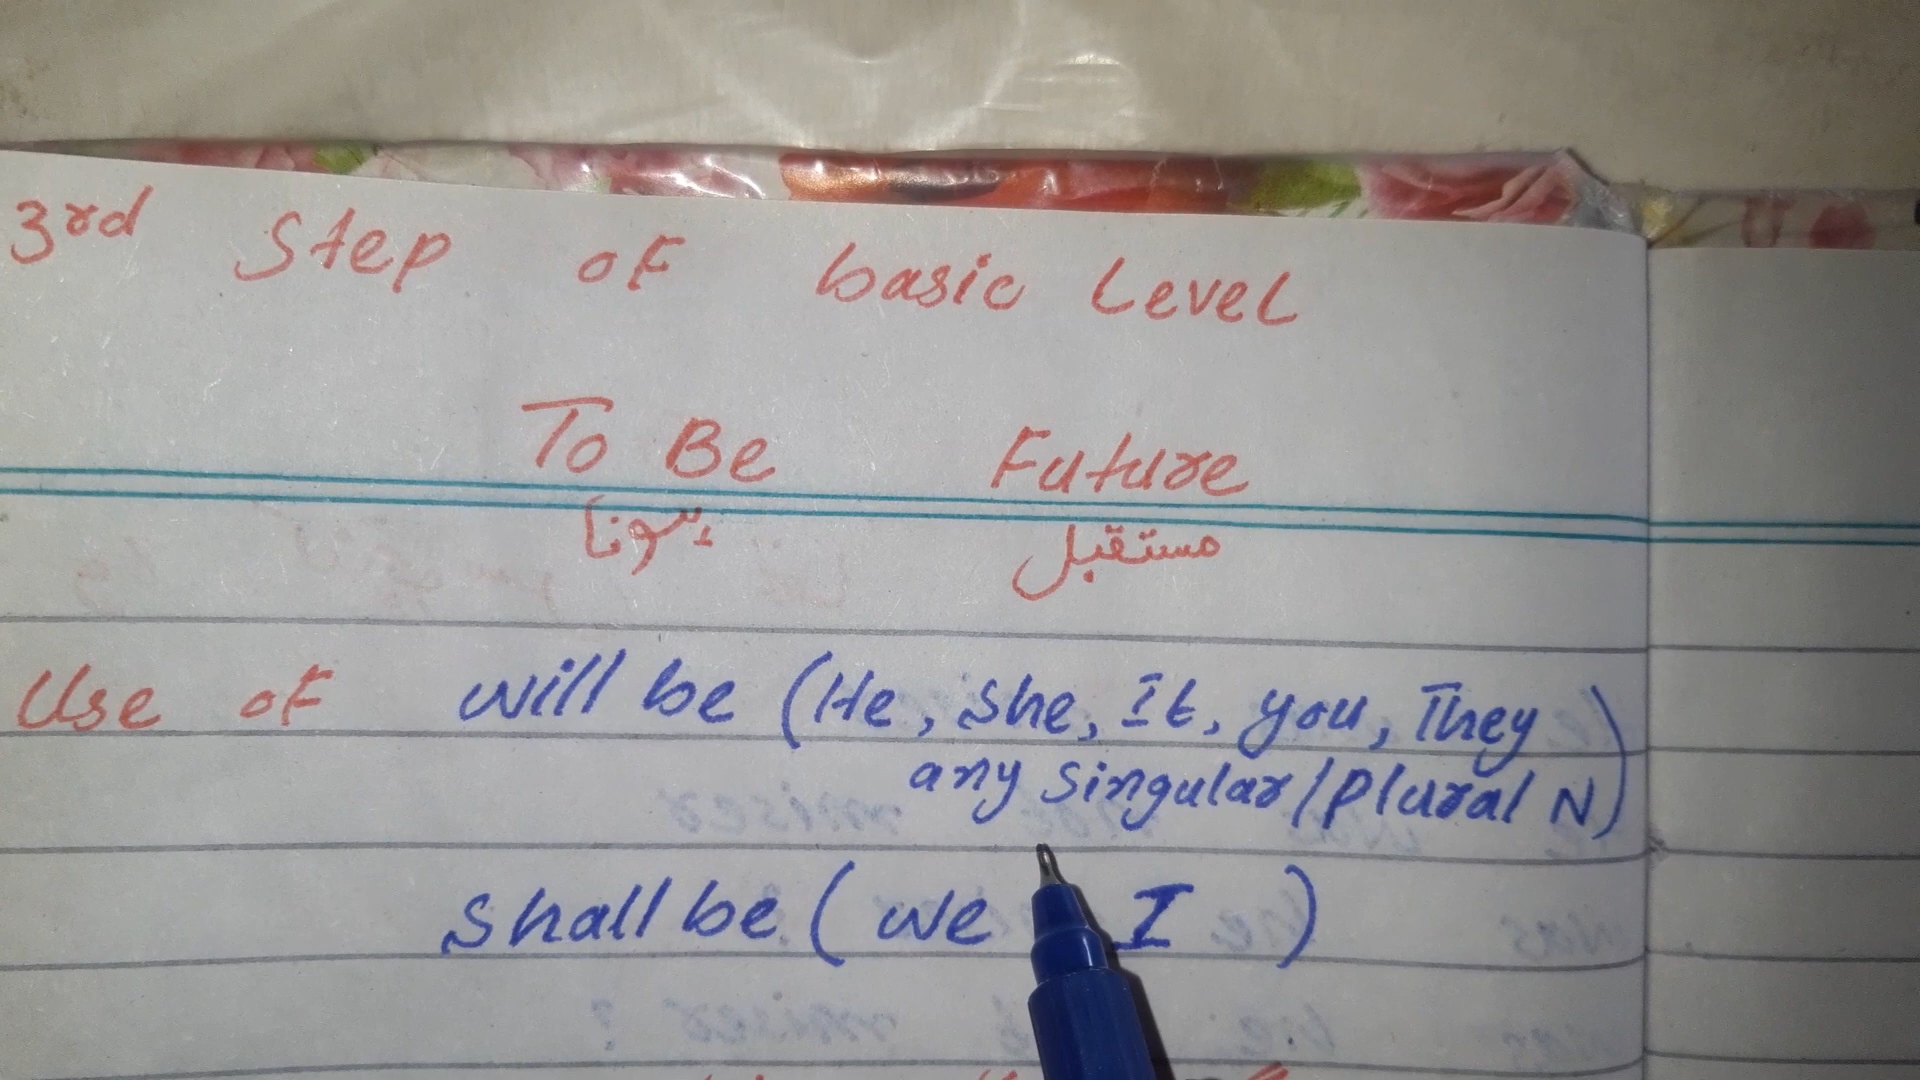 3rd Step of basic Level
To Be Future
ہونا مستقبل
Use of will be (He, She, It, you, They
any Singular/Plural N)
Shall be ( we I )